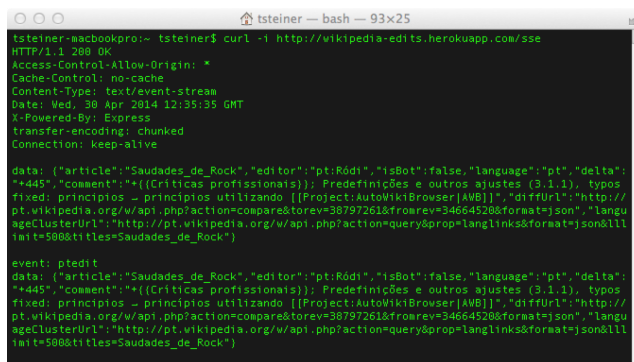 tsteiner — bash — 93×25
tsteiner-macbookpro:~ tsteiner$ curl -i http://wikipedia-edits.herokuapp.com/sse
HTTP/1.1 200 OK
Access-Control-Allow-Origin: *
Cache-Control: no-cache
Content-Type: text/event-stream
Date: Wed, 30 Apr 2014 12:35:35 GMT
X-Powered-By: Express
transfer-encoding: chunked
Connection: keep-alive
data: {"article":"Saudades_de_Rock","editor":"pt:Ródi","isBot":false,"language":"pt","delta":
"+445","comment":"+{{Críticas profissionais}}; Predefinições e outros ajustes (3.1.1), typos
fixed: principios → princípios utilizando [[Project:AutoWikiBrowser|AWB]]","diffUrl":"http://
pt.wikipedia.org/w/api.php?action=compare&torev=38797261&fromrev=34664520&format=json","langu
ageClusterUrl":"http://pt.wikipedia.org/w/api.php?action=query&prop=langlinks&format=json&lll
imit=500&titles=Saudades_de_Rock"}
event: ptedit
data: {"article":"Saudades_de_Rock","editor":"pt:Ródi","isBot":false,"language":"pt","delta":
"+445","comment":"+{{Críticas profissionais}}; Predefinições e outros ajustes (3.1.1), typos
fixed: principios → princípios utilizando [[Project:AutoWikiBrowser|AWB]]","diffUrl":"http://
pt.wikipedia.org/w/api.php?action=compare&torev=38797261&fromrev=34664520&format=json","langu
ageClusterUrl":"http://pt.wikipedia.org/w/api.php?action=query&prop=langlinks&format=json&lll
imit=500&titles=Saudades_de_Rock"}